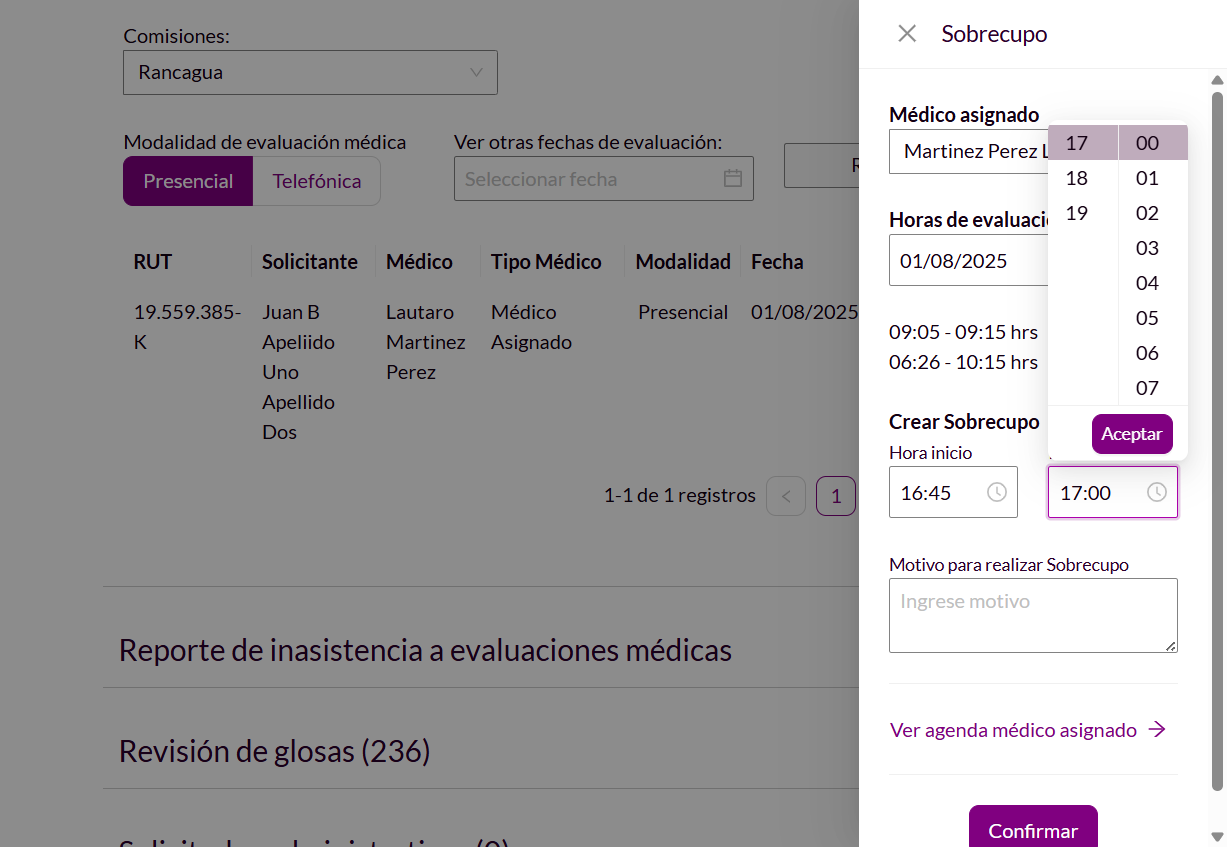 Comisiones:
Rancagua
Modalidad de evaluación médica
Ver otras fechas de evaluación:
Presencial
Telefónica
Seleccionar fecha
RUT
Solicitante
Médico
Tipo Médico
Modalidad
Fecha
19.559.385-
K
Juan B
Apeliido
Uno
Apellido
Dos
Lautaro
Martinez
Perez
Médico
Asignado
Presencial
01/08/2025
1-1 de 1 registros
<
1
Reporte de inasistencia a evaluaciones médicas
Revisión de glosas (236)
Sobrecupo
Médico asignado
Martinez Perez
Horas de
01/08/2025
09:05 - 09:15 hrs
06:26 - 10:15 hrs
17 00
18 01
19 02
03
04
05
06
07
Aceptar
Crear Sobrecupo
Hora inicio
16:45
17:00
Motivo para realizar Sobrecupo
Ingrese motivo
Ver agenda médico asignado →
Confirmar